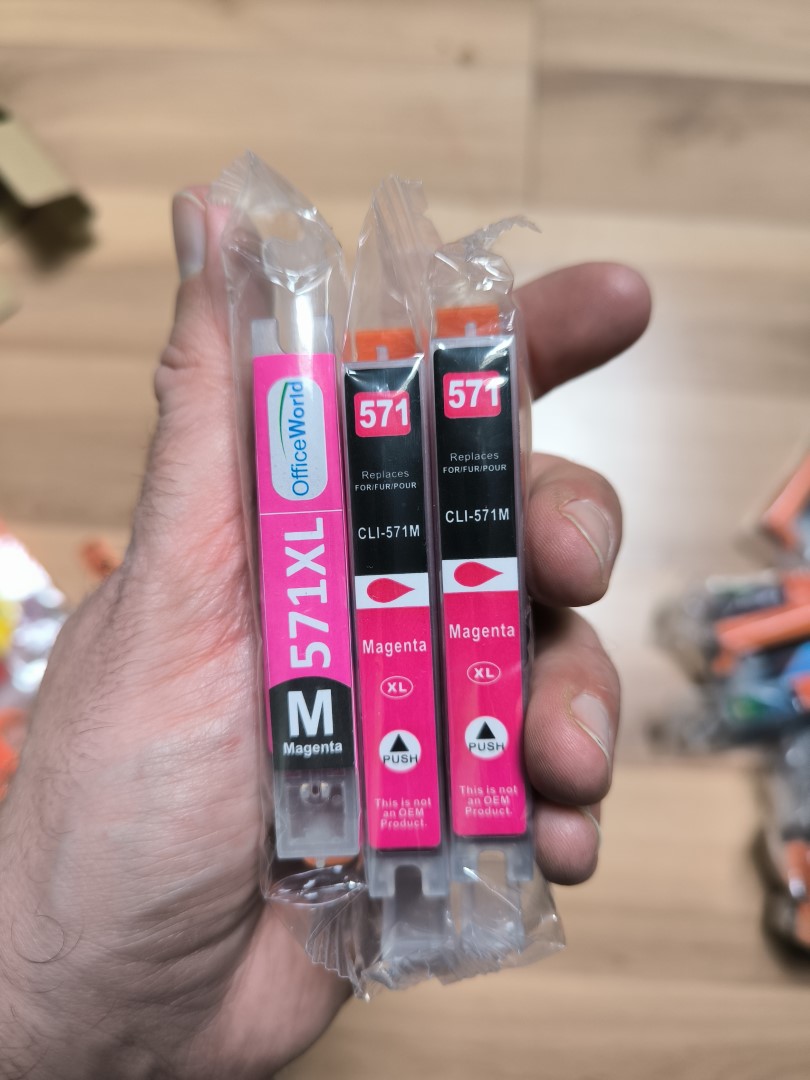 OfficeWorld
571XL
M
Magenta
571
Replaces
FOR/FUR/POUR
CLI-571M
Magenta
XL
PUSH
This is not
an OEM
Product.
571
Replaces
FOR/FUR/POUR
CLI-571M
Magenta
XL
PUSH
This is not
an OEM
Product.